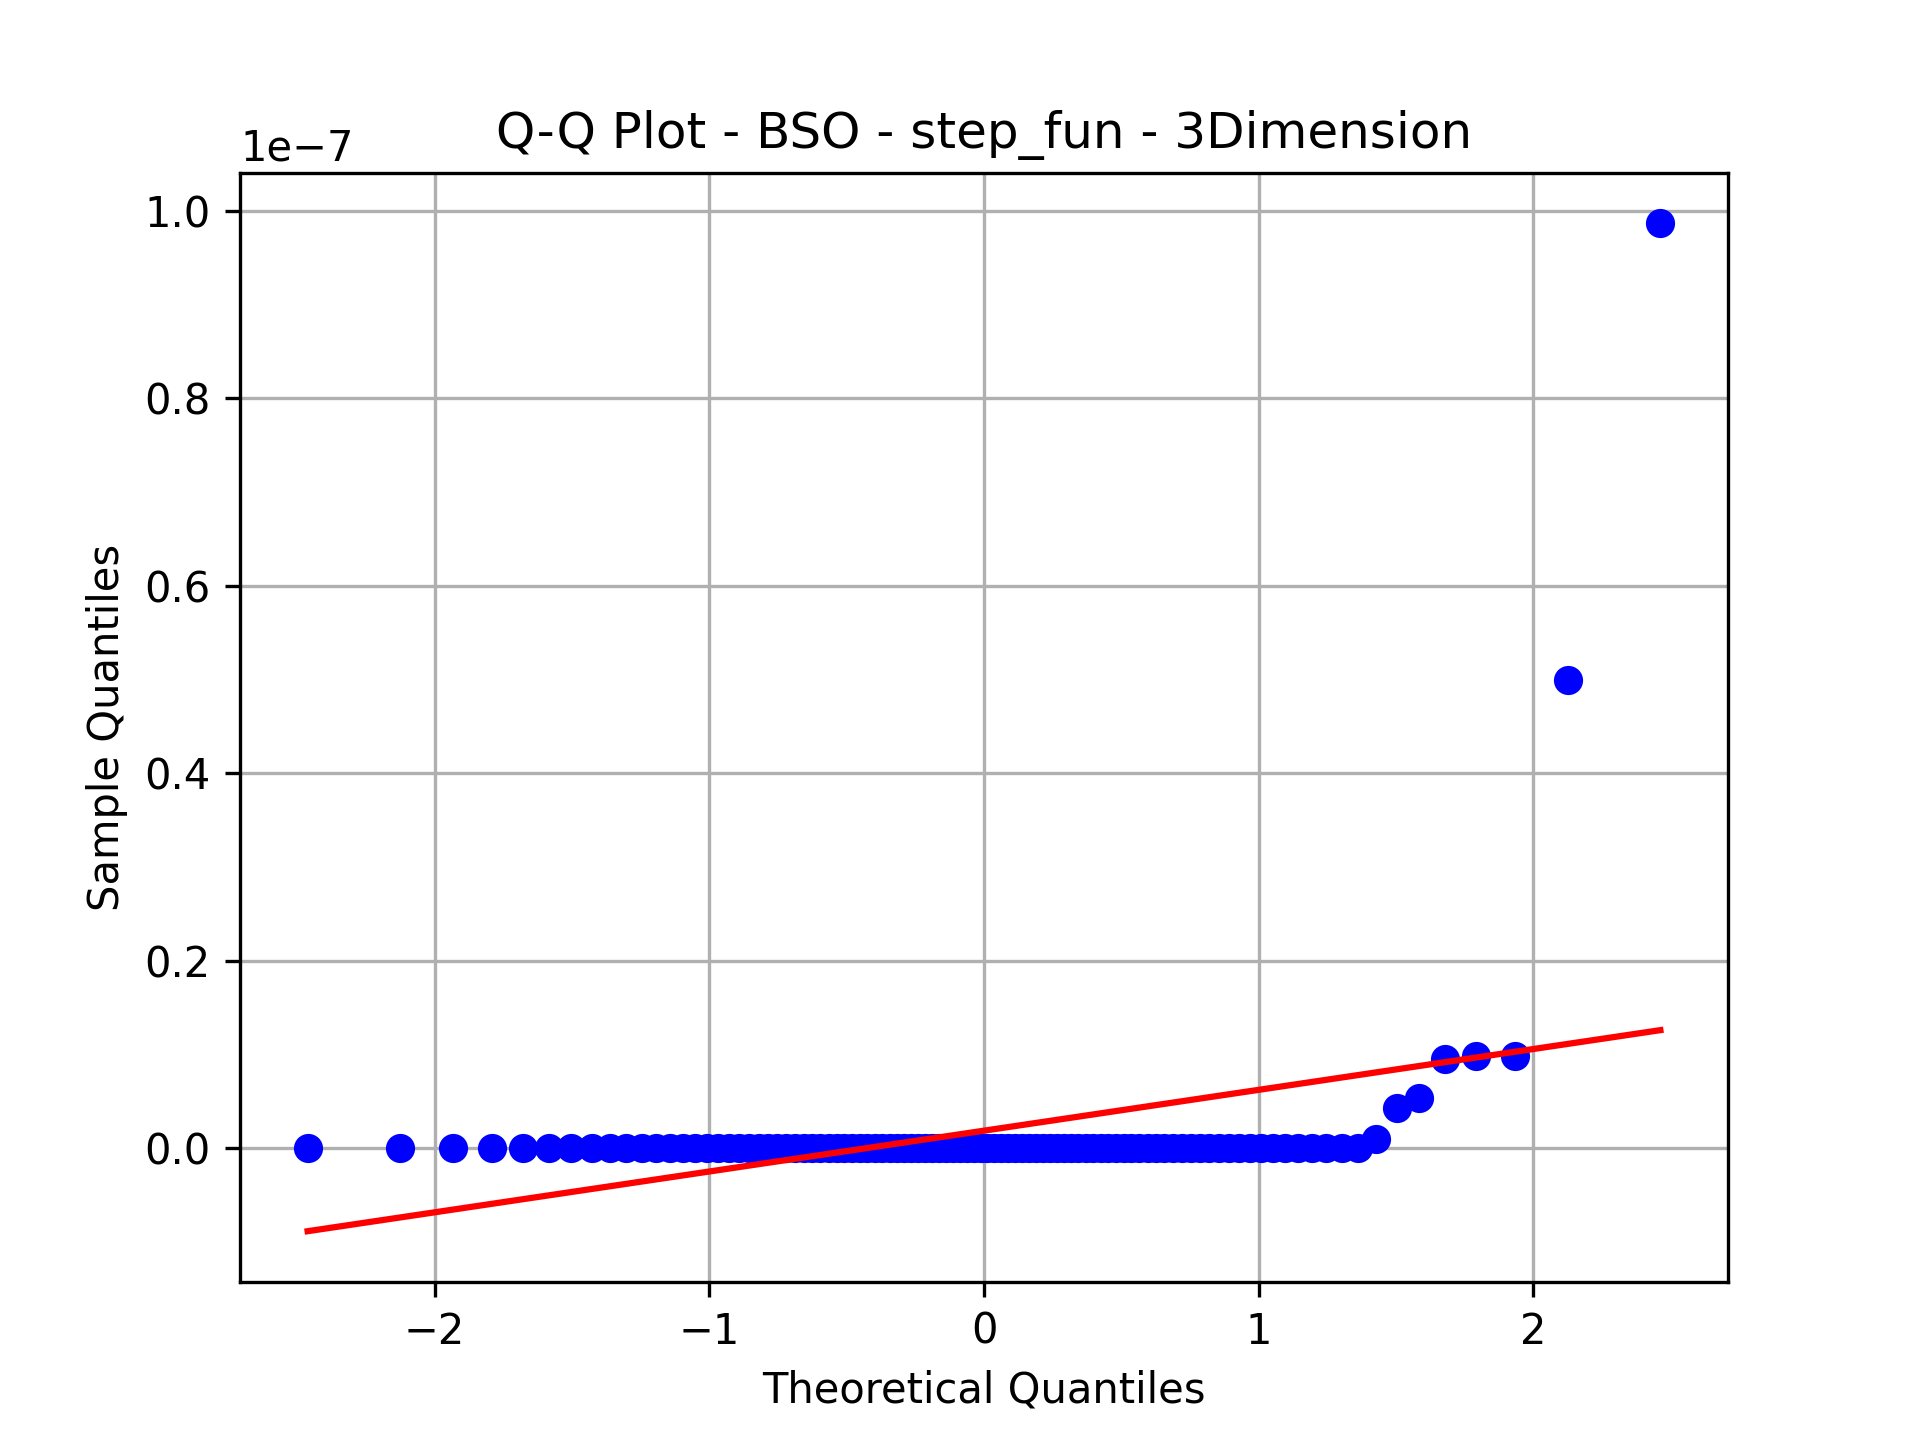 Q-Q Plot - BSO - step_fun - 3Dimension
1e−7
1.0
0.8
0.6
0.4
0.2
0.0
Sample Quantiles
−2
−1
0
1
2
Theoretical Quantiles